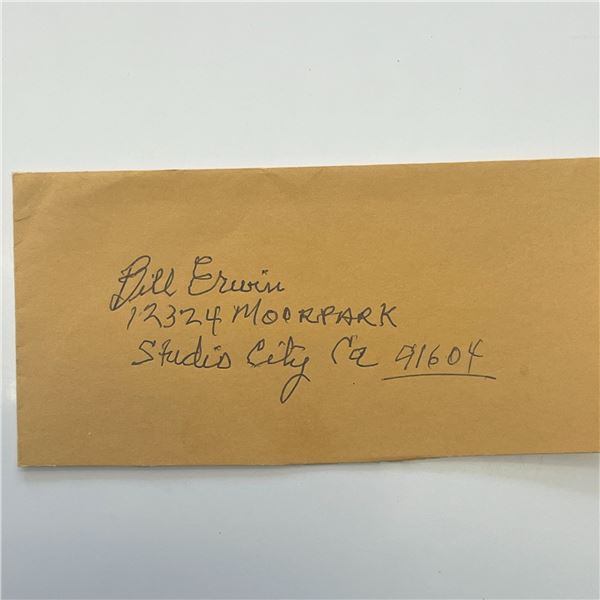 Bill Erwin
12324 MOORPARK
Studio City Ca 91604